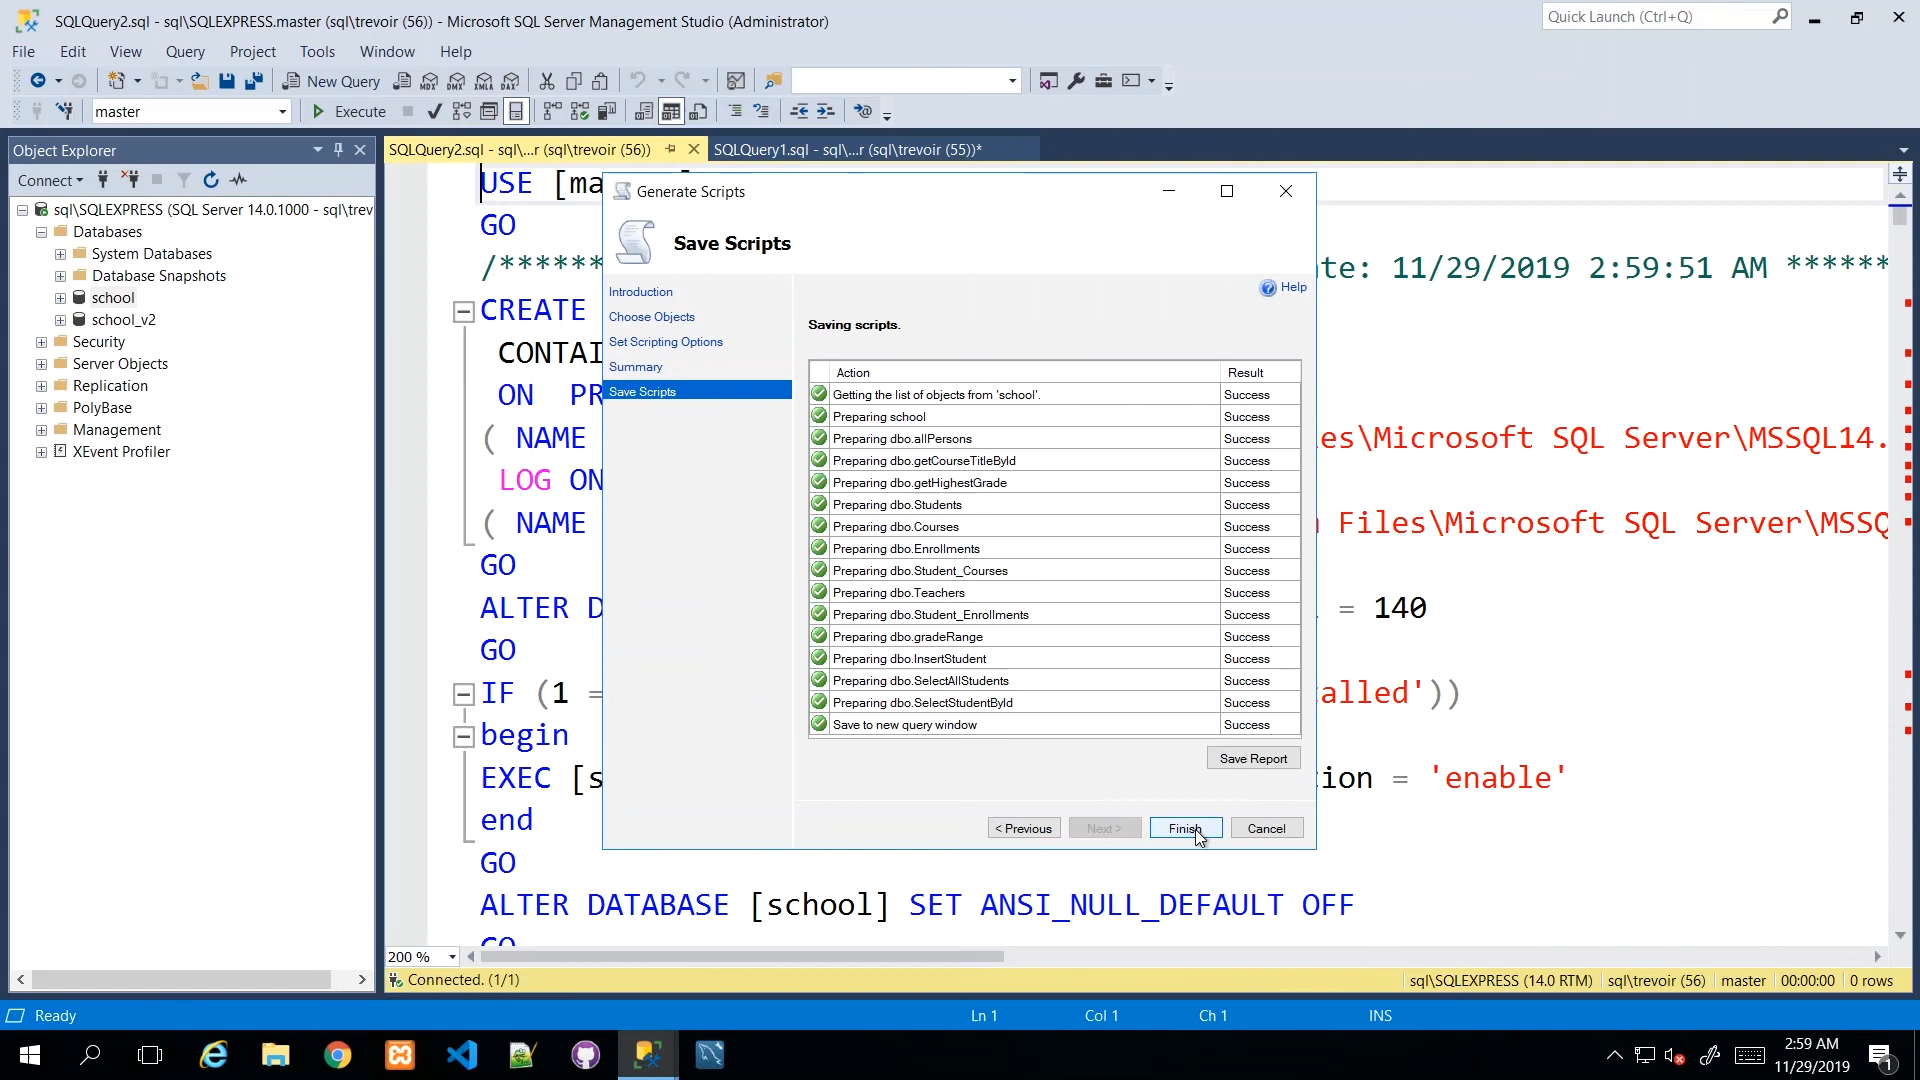 SQLQuery2.sql - sql\SQLEXPRESS.master (sql\trevoir (56)) - Microsoft SQL Server Management Studio (Administrator)
Quick Launch (Ctrl+Q)
File Edit View Query Project Tools Window Help
New Query
MDX DMX XMLA DAX
master
Execute
Object Explorer
SQLQuery2.sql - sql\...r (sql\trevoir (56))
SQLQuery1.sql - sql\...r (sql\trevoir (55))*
Connect
sql\SQLEXPRESS (SQL Server 14.0.1000 - sql\trev
Databases
System Databases
Database Snapshots
school
school_v2
Security
Server Objects
Replication
PolyBase
Management
XEvent Profiler
USE [ma
GO
/******* te: 11/29/2019 2:59:51 AM *******
CREATE
CONTAI
ON PR
( NAME es\Microsoft SQL Server\MSSQL14.
LOG ON
( NAME Files\Microsoft SQL Server\MSSQ
GO
ALTER D = 140
GO
IF (1 = alled'))
begin
EXEC [s ion = 'enable'
end
GO
ALTER DATABASE [school] SET ANSI_NULL_DEFAULT OFF
GO
Generate Scripts
Save Scripts
Introduction
Choose Objects
Set Scripting Options
Summary
Save Scripts
Help
Saving scripts.
Action Result
Getting the list of objects from 'school'. Success
Preparing school Success
Preparing dbo.allPersons Success
Preparing dbo.getCourseTitleById Success
Preparing dbo.getHighestGrade Success
Preparing dbo.Students Success
Preparing dbo.Courses Success
Preparing dbo.Enrollments Success
Preparing dbo.Student_Courses Success
Preparing dbo.Teachers Success
Preparing dbo.Student_Enrollments Success
Preparing dbo.gradeRange Success
Preparing dbo.InsertStudent Success
Preparing dbo.SelectAllStudents Success
Preparing dbo.SelectStudentById Success
Save to new query window Success
Save Report
< Previous Next > Finish Cancel
200 %
Connected. (1/1)
sql\SQLEXPRESS (14.0 RTM) sql\trevoir (56) master 00:00:00 0 rows
Ready Ln 1 Col 1 Ch 1 INS
2:59 AM
11/29/2019
1